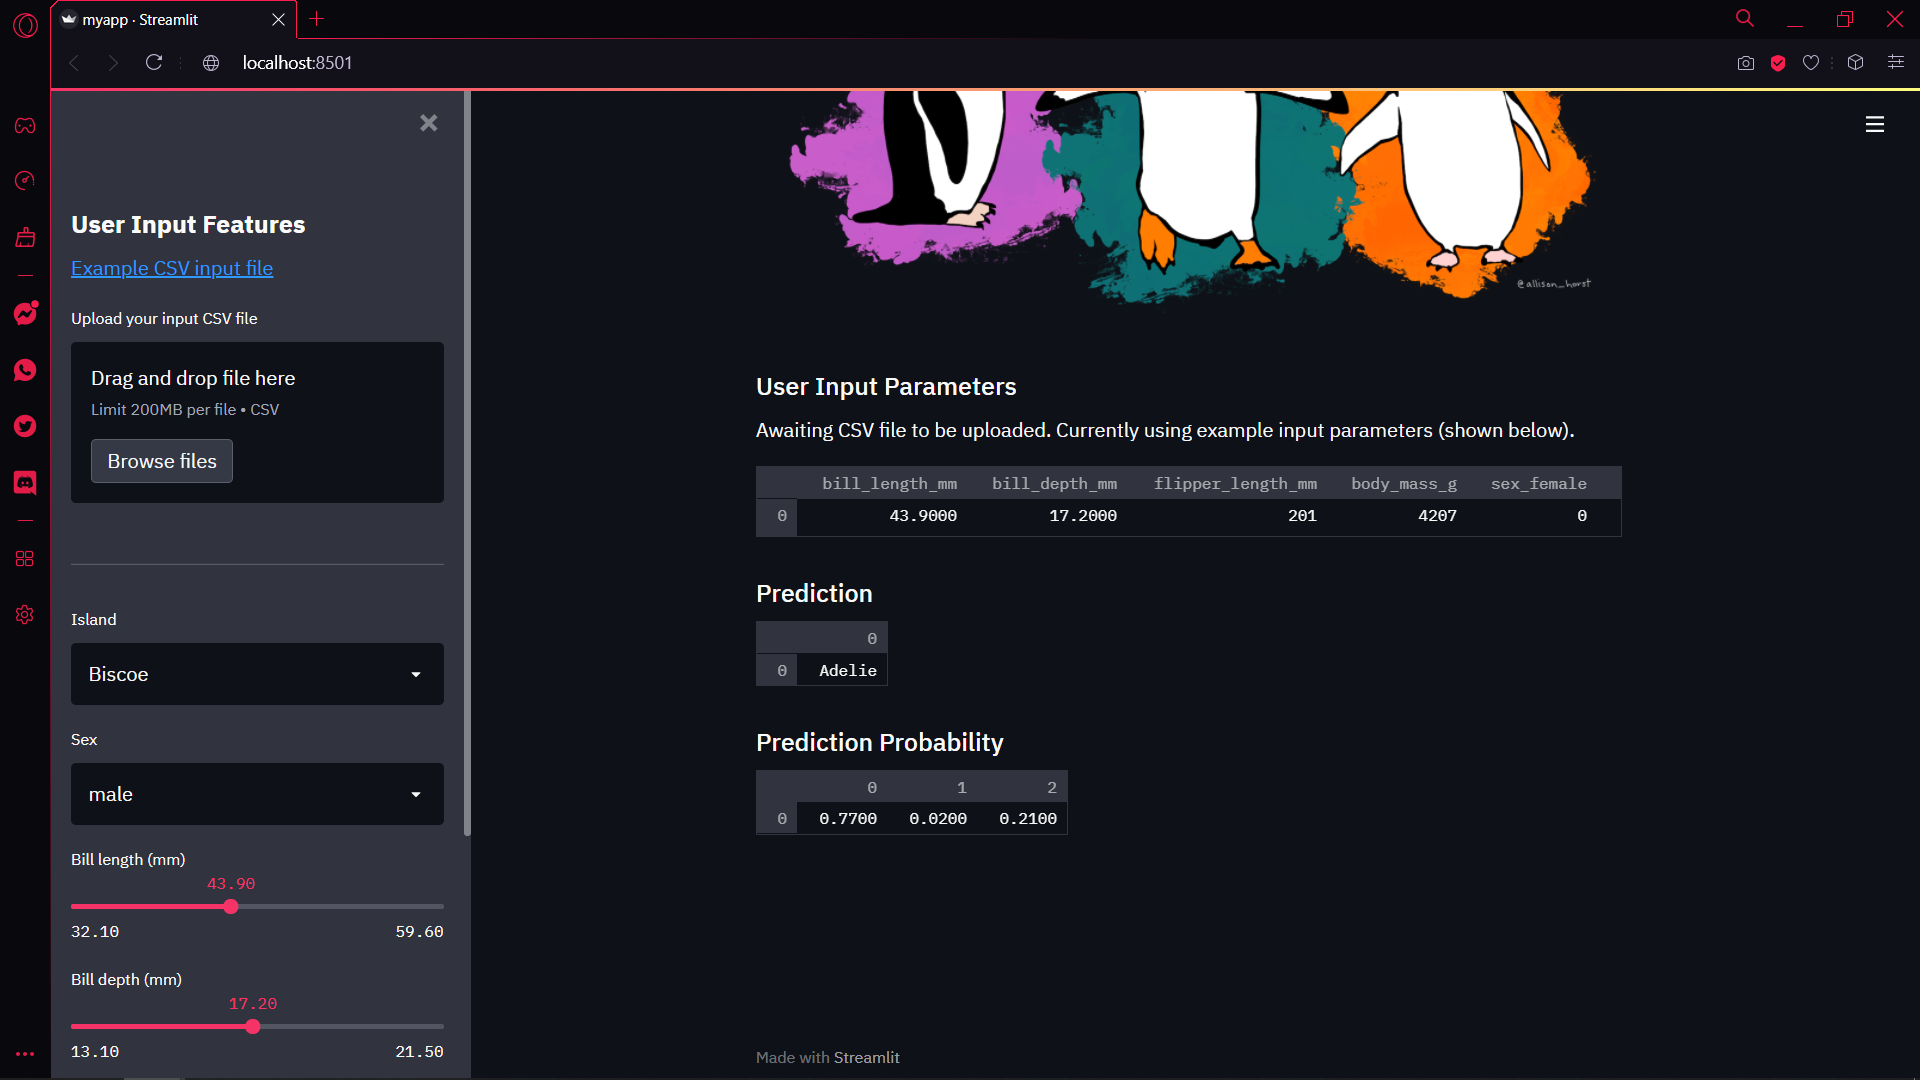 myapp · Streamlit
localhost:8501
User Input Features
Example CSV input file
Upload your input CSV file
Drag and drop file here
Limit 200MB per file • CSV
Browse files
Island
Biscoe
Sex
male
Bill length (mm)
43.90
32.10 59.60
Bill depth (mm)
17.20
13.10 21.50
@allison_horst
User Input Parameters
Awaiting CSV file to be uploaded. Currently using example input parameters (shown below).
bill_length_mm bill_depth_mm flipper_length_mm body_mass_g sex_female
0 43.9000 17.2000 201 4207 0
Prediction
0
0 Adelie
Prediction Probability
0 1 2
0 0.7700 0.0200 0.2100
Made with Streamlit